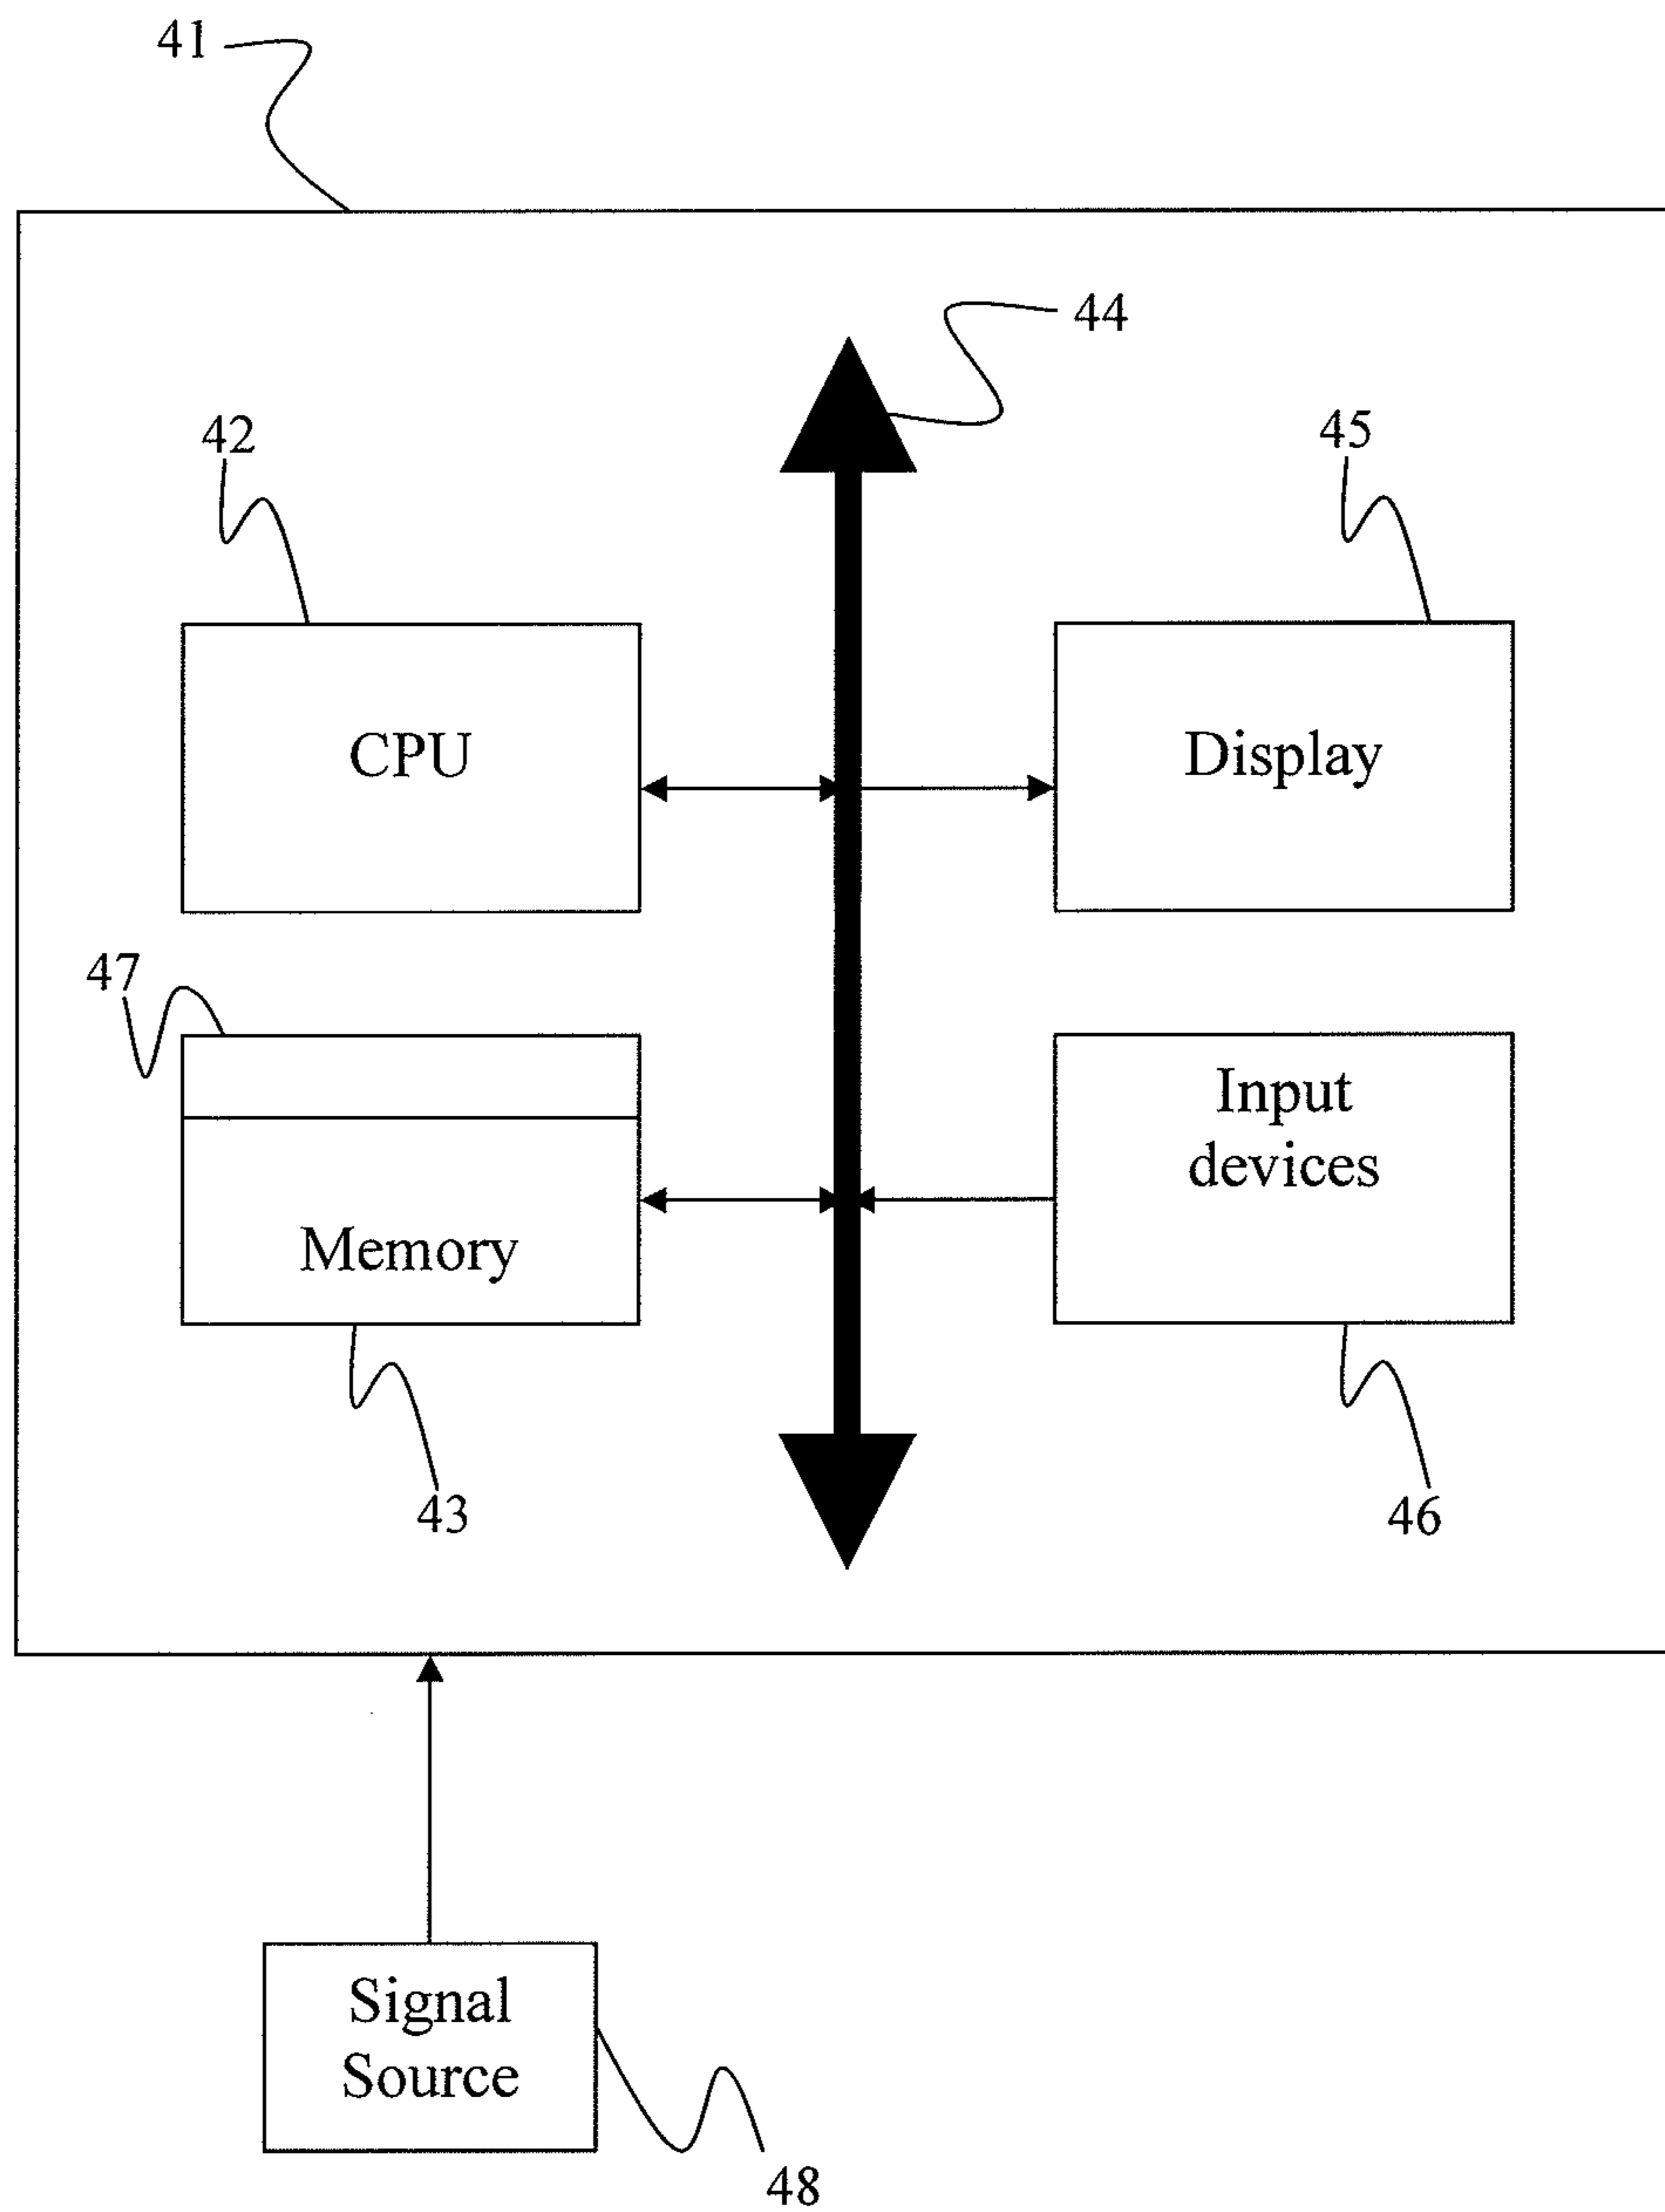 41
44
42
45
CPU
Display
47
Input
devices
Memory
43
46
Signal
Source
48